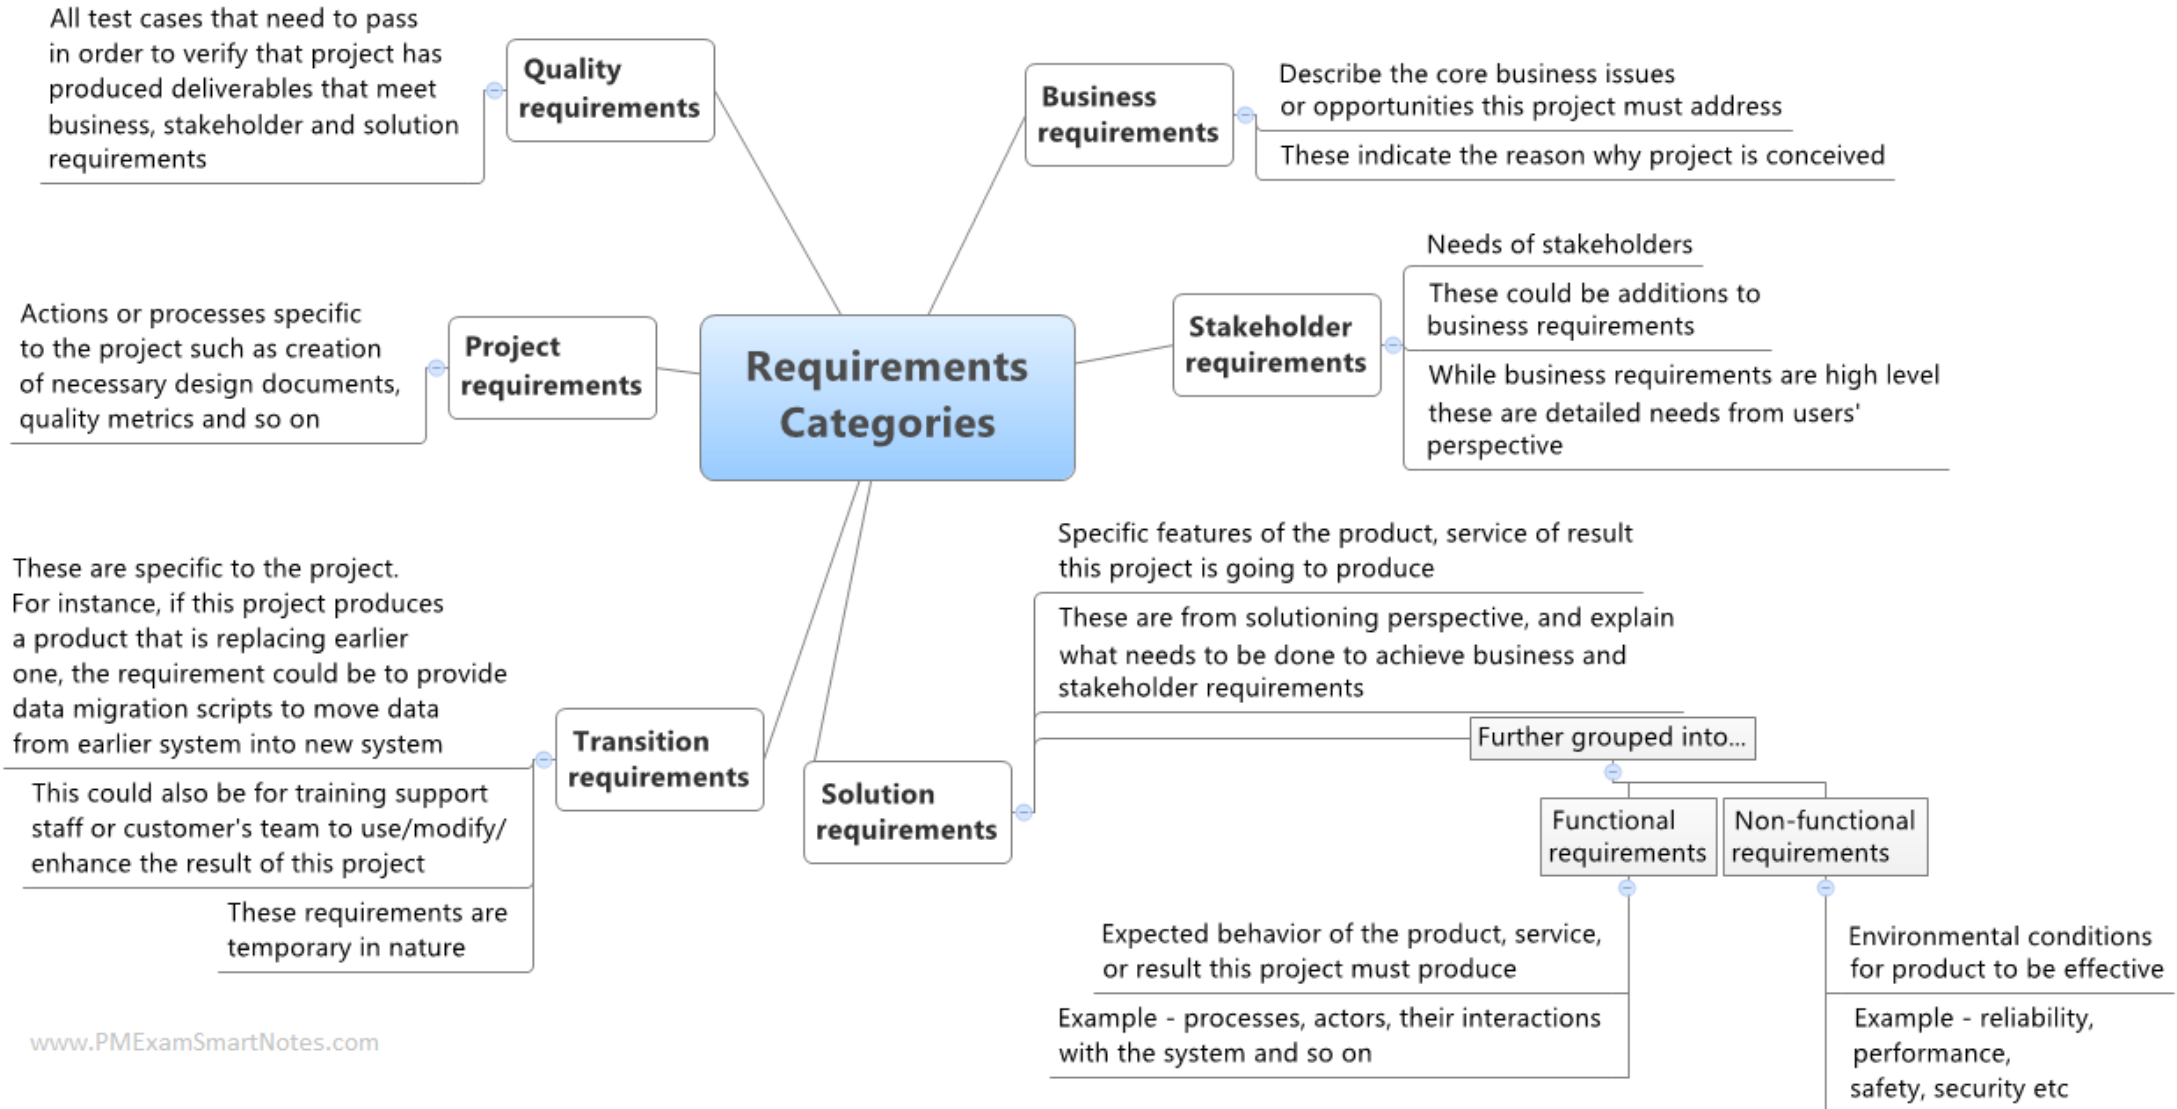 All test cases that need to pass
in order to verify that project has
produced deliverables that meet
business, stakeholder and solution
requirements
Quality
requirements
Business
requirements
Describe the core business issues
or opportunities this project must address
These indicate the reason why project is conceived
Actions or processes specific
to the project such as creation
of necessary design documents,
quality metrics and so on
Project
requirements
Requirements
Categories
Stakeholder
requirements
Needs of stakeholders
These could be additions to
business requirements
While business requirements are high level
these are detailed needs from users'
perspective
These are specific to the project.
For instance, if this project produces
a product that is replacing earlier
one, the requirement could be to provide
data migration scripts to move data
from earlier system into new system
This could also be for training support
staff or customer's team to use/modify/
enhance the result of this project
These requirements are
temporary in nature
Transition
requirements
Solution
requirements
Specific features of the product, service of result
this project is going to produce
These are from solutioning perspective, and explain
what needs to be done to achieve business and
stakeholder requirements
Further grouped into...
Functional
requirements
Non-functional
requirements
Expected behavior of the product, service,
or result this project must produce
Example - processes, actors, their interactions
with the system and so on
Environmental conditions
for product to be effective
Example - reliability,
performance,
safety, security etc
www.PMExamSmartNotes.com